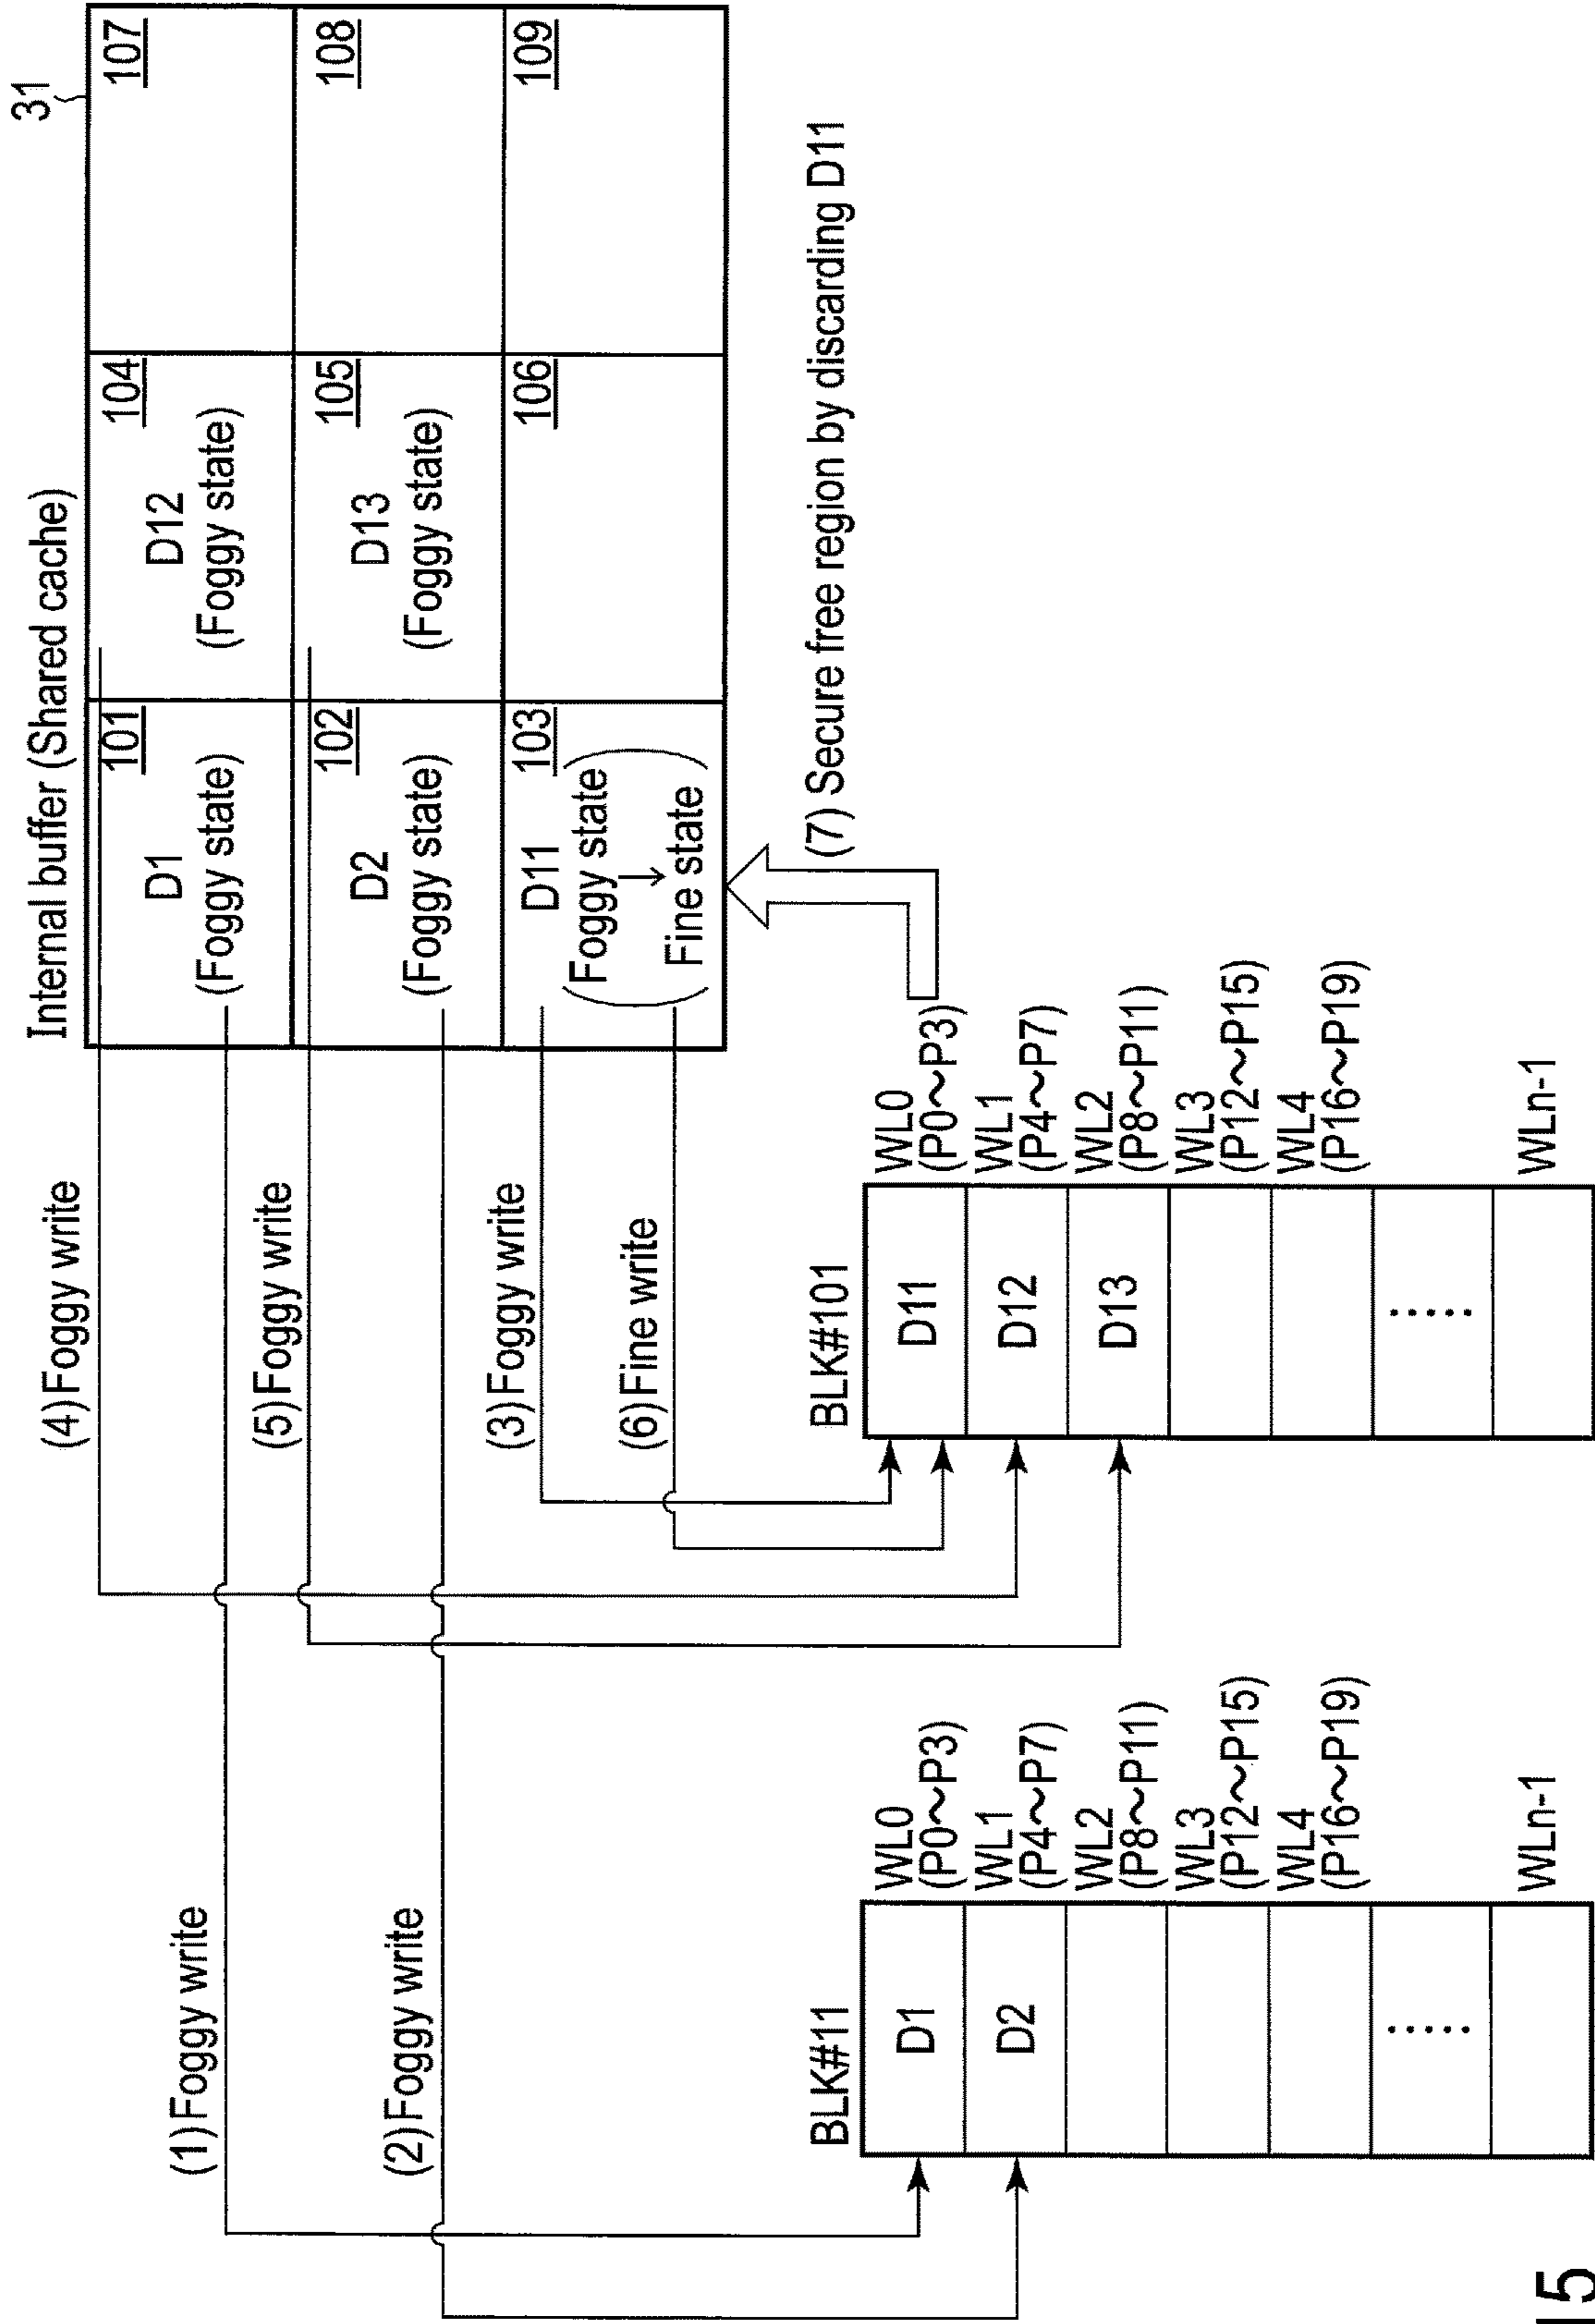 Internal buffer (Shared cache)
31
D1
(Foggy state)
101
D12
(Foggy state)
104
107
D2
(Foggy state)
102
D13
(Foggy state)
105
108
D11
Foggy state
Fine state
103
106
109
(1)Foggy write
(2)Foggy write
(4)Foggy write
(5)Foggy write
(3)Foggy write
(6)Fine write
(7) Secure free region by discarding D11
BLK#11
D1
WL0
(P0~P3)
D2
WL1
(P4~P7)
WL2
(P8~P11)
WL3
(P12~P15)
WL4
(P16~P19)
.....
WLn-1
BLK#101
D11
WL0
(P0~P3)
D12
WL1
(P4~P7)
D13
WL2
(P8~P11)
WL3
(P12~P15)
WL4
(P16~P19)
.....
WLn-1